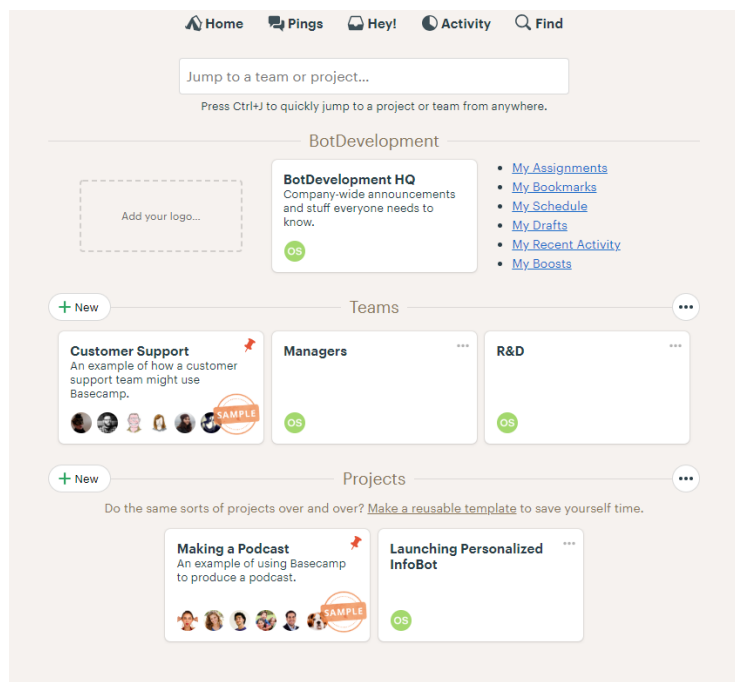 Home Pings Hey! Activity Find
Jump to a team or project...
Press Ctrl+J to quickly jump to a project or team from anywhere.
BotDevelopment
Add your logo...
BotDevelopment HQ
Company-wide announcements
and stuff everyone needs to
know.
OS
My Assignments
My Bookmarks
My Schedule
My Drafts
My Recent Activity
My Boosts
+ New
Teams
Customer Support
An example of how a customer
support team might use
Basecamp.
SAMPLE
Managers
OS
R&D
OS
+ New
Projects
Do the same sorts of projects over and over? Make a reusable template to save yourself time.
Making a Podcast
An example of using Basecamp
to produce a podcast.
SAMPLE
Launching Personalized
InfoBot
OS